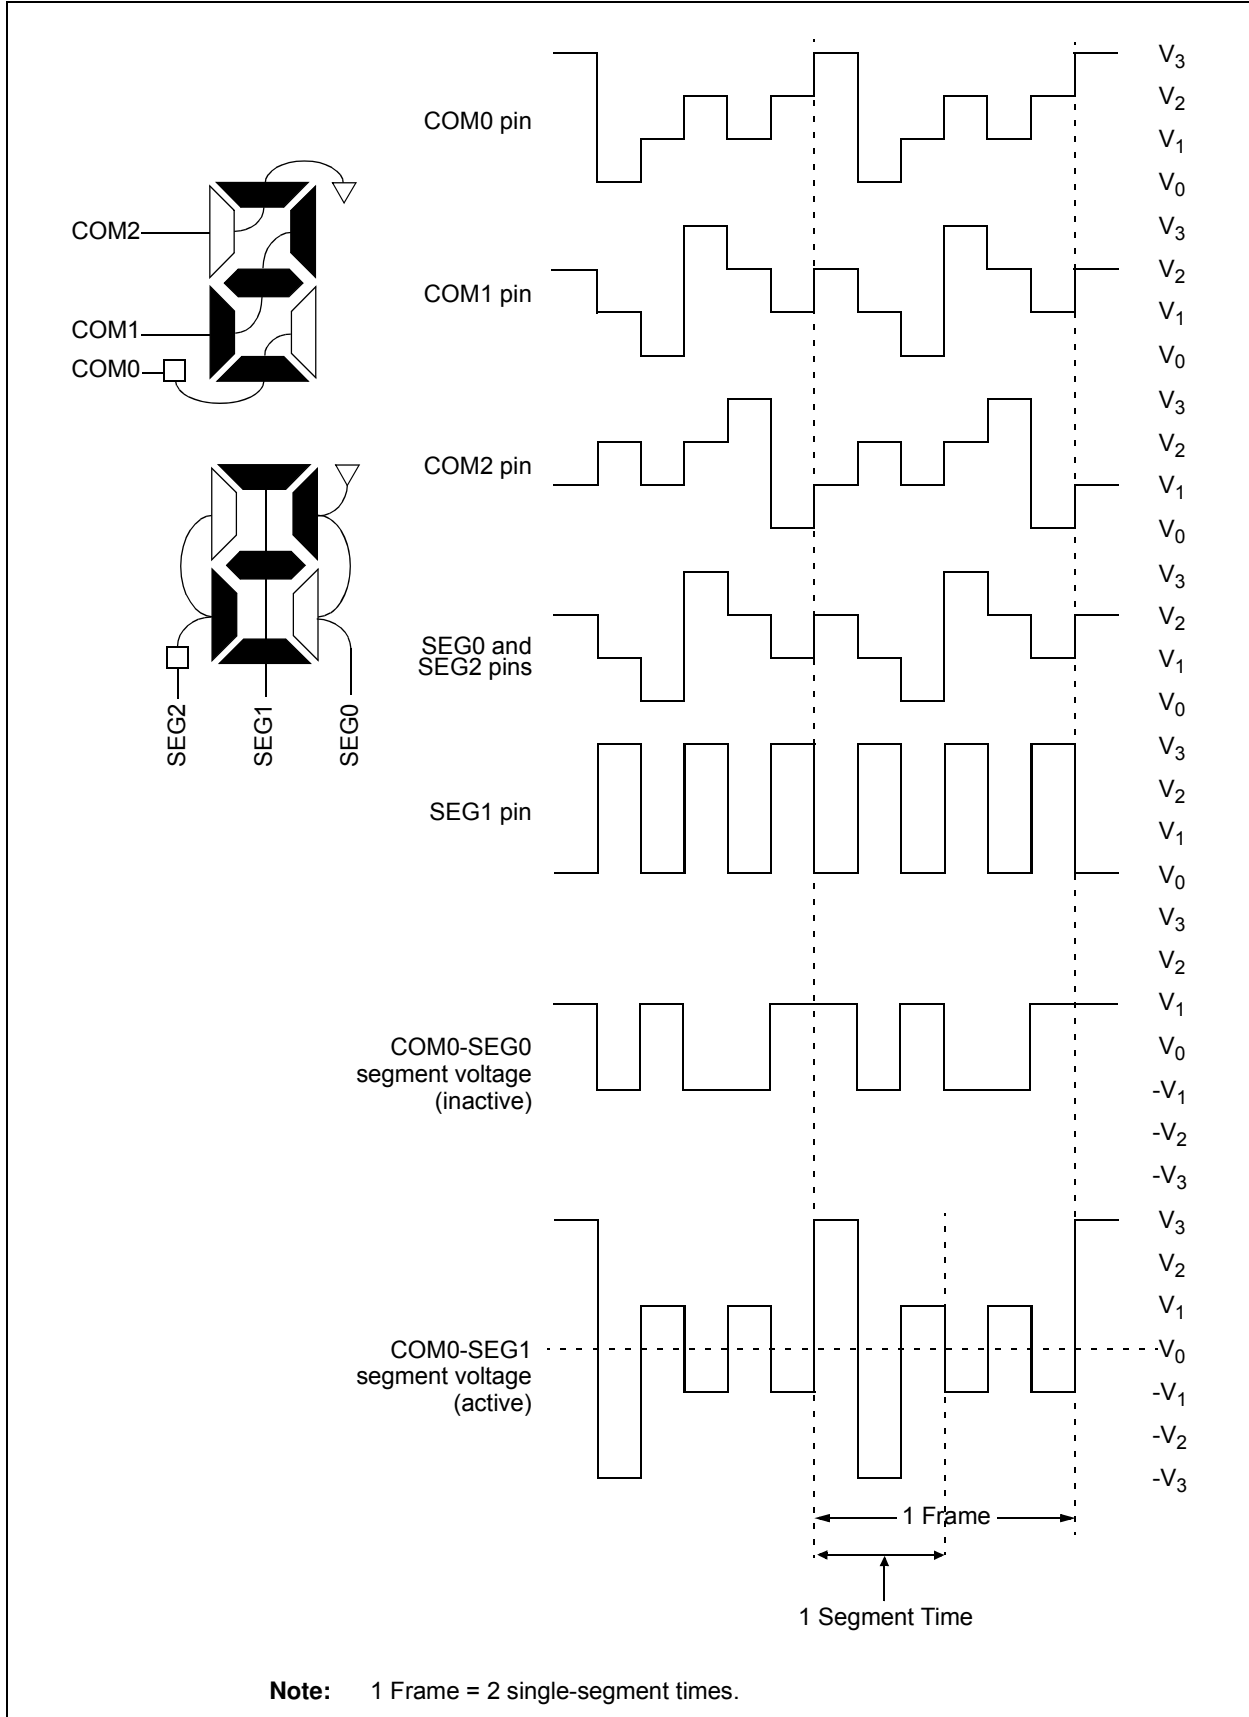 COM0 pin
V3
V2
V1
V0
COM2
COM1
COM0
COM1 pin
V3
V2
V1
V0
COM2 pin
V3
V2
V1
V0
SEG2
SEG1
SEG0
SEG0 and
SEG2 pins
V3
V2
V1
V0
SEG1 pin
V3
V2
V1
V0
COM0-SEG0
segment voltage
(inactive)
V3
V2
V1
V0
-V1
-V2
-V3
COM0-SEG1
segment voltage
(active)
V3
V2
V1
V0
-V1
-V2
-V3
1 Frame
1 Segment Time
Note: 1 Frame = 2 single-segment times.